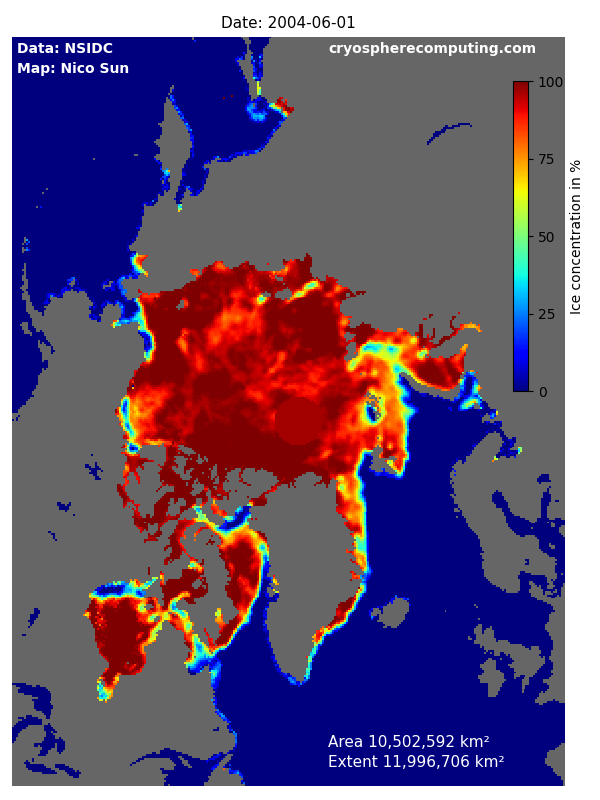 Date: 2004-06-01
Data: NSIDC
Map: Nico Sun
cryospherecomputing.com
100
75
50
25
0
Ice concentration in %
Area 10,502,592 km²
Extent 11,996,706 km²